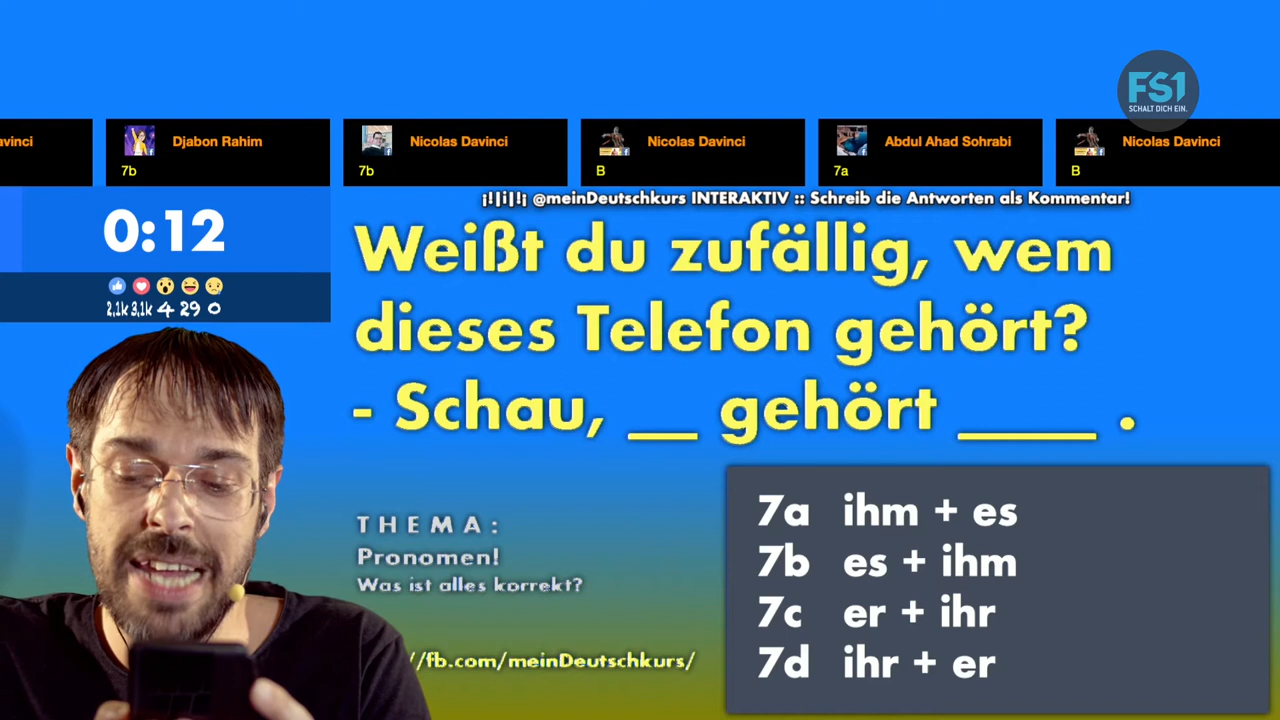 FS1
SCHALT DICH EIN.
avinci
Djabon Rahim
7b
Nicolas Davinci
7b
Nicolas Davinci
B
Abdul Ahad Sohrabi
7a
Nicolas Davinci
B
@meinDeutschkurs INTERAKTIV :: Schreib die Antworten als Kommentar!
0:12
2,1k 3,1k 4 29 0
Weißt du zufällig, wem
dieses Telefon gehört?
- Schau, __ gehört ____ .
THEMA:
Pronomen!
Was ist alles korrekt?
//fb.com/meinDeutschkurs/
7a ihm + es
7b es + ihm
7c er + ihr
7d ihr + er